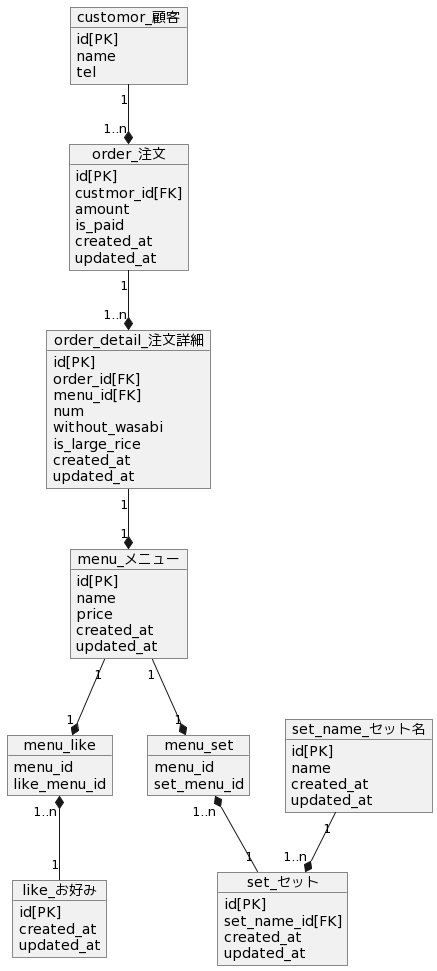 customor_顧客
id[PK]
name
tel
1
1..n
order_注文
id[PK]
custmor_id[FK]
amount
is_paid
created_at
updated_at
1
1..n
order_detail_注文詳細
id[PK]
order_id[FK]
menu_id[FK]
num
without_wasabi
is_large_rice
created_at
updated_at
1
1
menu_メニュー
id[PK]
name
price
created_at
updated_at
1
1
1
1
menu_like
menu_id
like_menu_id
menu_set
menu_id
set_menu_id
set_name_セット名
id[PK]
name
created_at
updated_at
1..n
1
1..n
1
1
1..n
like_お好み
id[PK]
created_at
updated_at
set_セット
id[PK]
set_name_id[FK]
created_at
updated_at